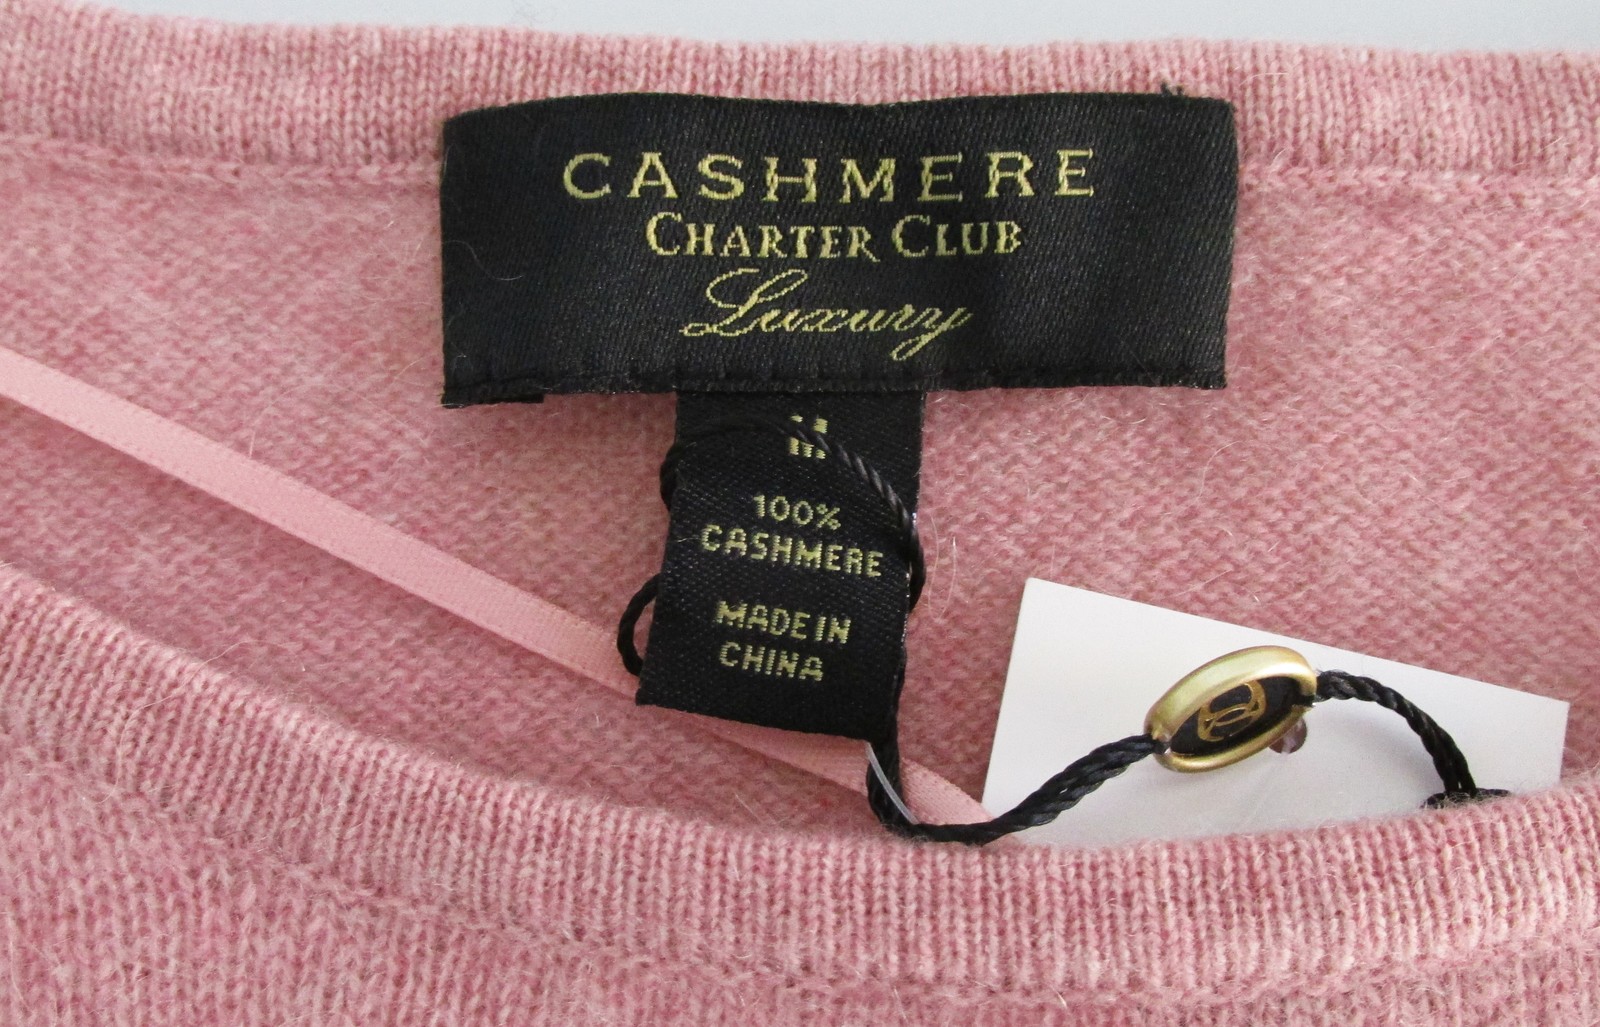 CASHMERE
CHARTER CLUB
Luxury
100%
CASHMERE
MADE IN
CHINA